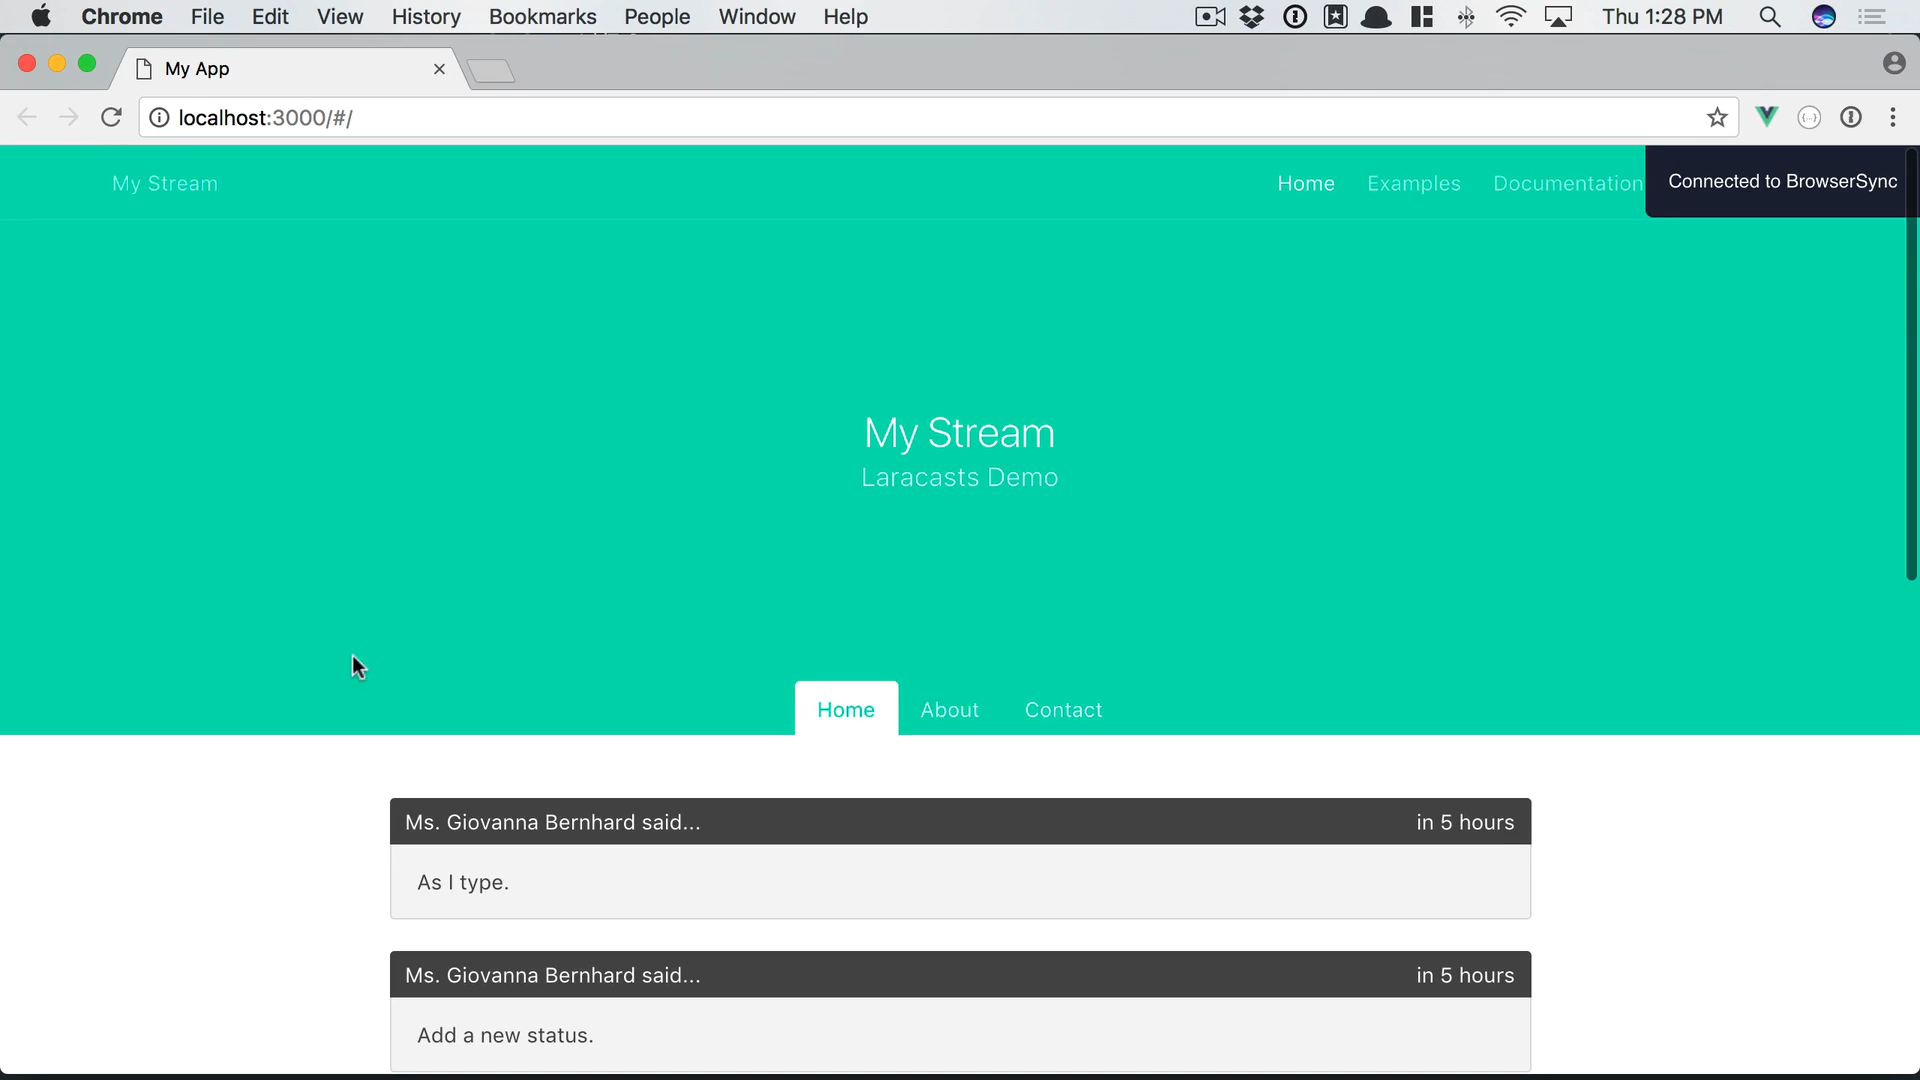 Chrome File Edit View History Bookmarks People Window Help Thu 1:28 PM
My App
localhost:3000/#/
My Stream Home Examples Documentation Connected to BrowserSync
My Stream
Laracasts Demo
Home About Contact
Ms. Giovanna Bernhard said... in 5 hours
As I type.
Ms. Giovanna Bernhard said... in 5 hours
Add a new status.